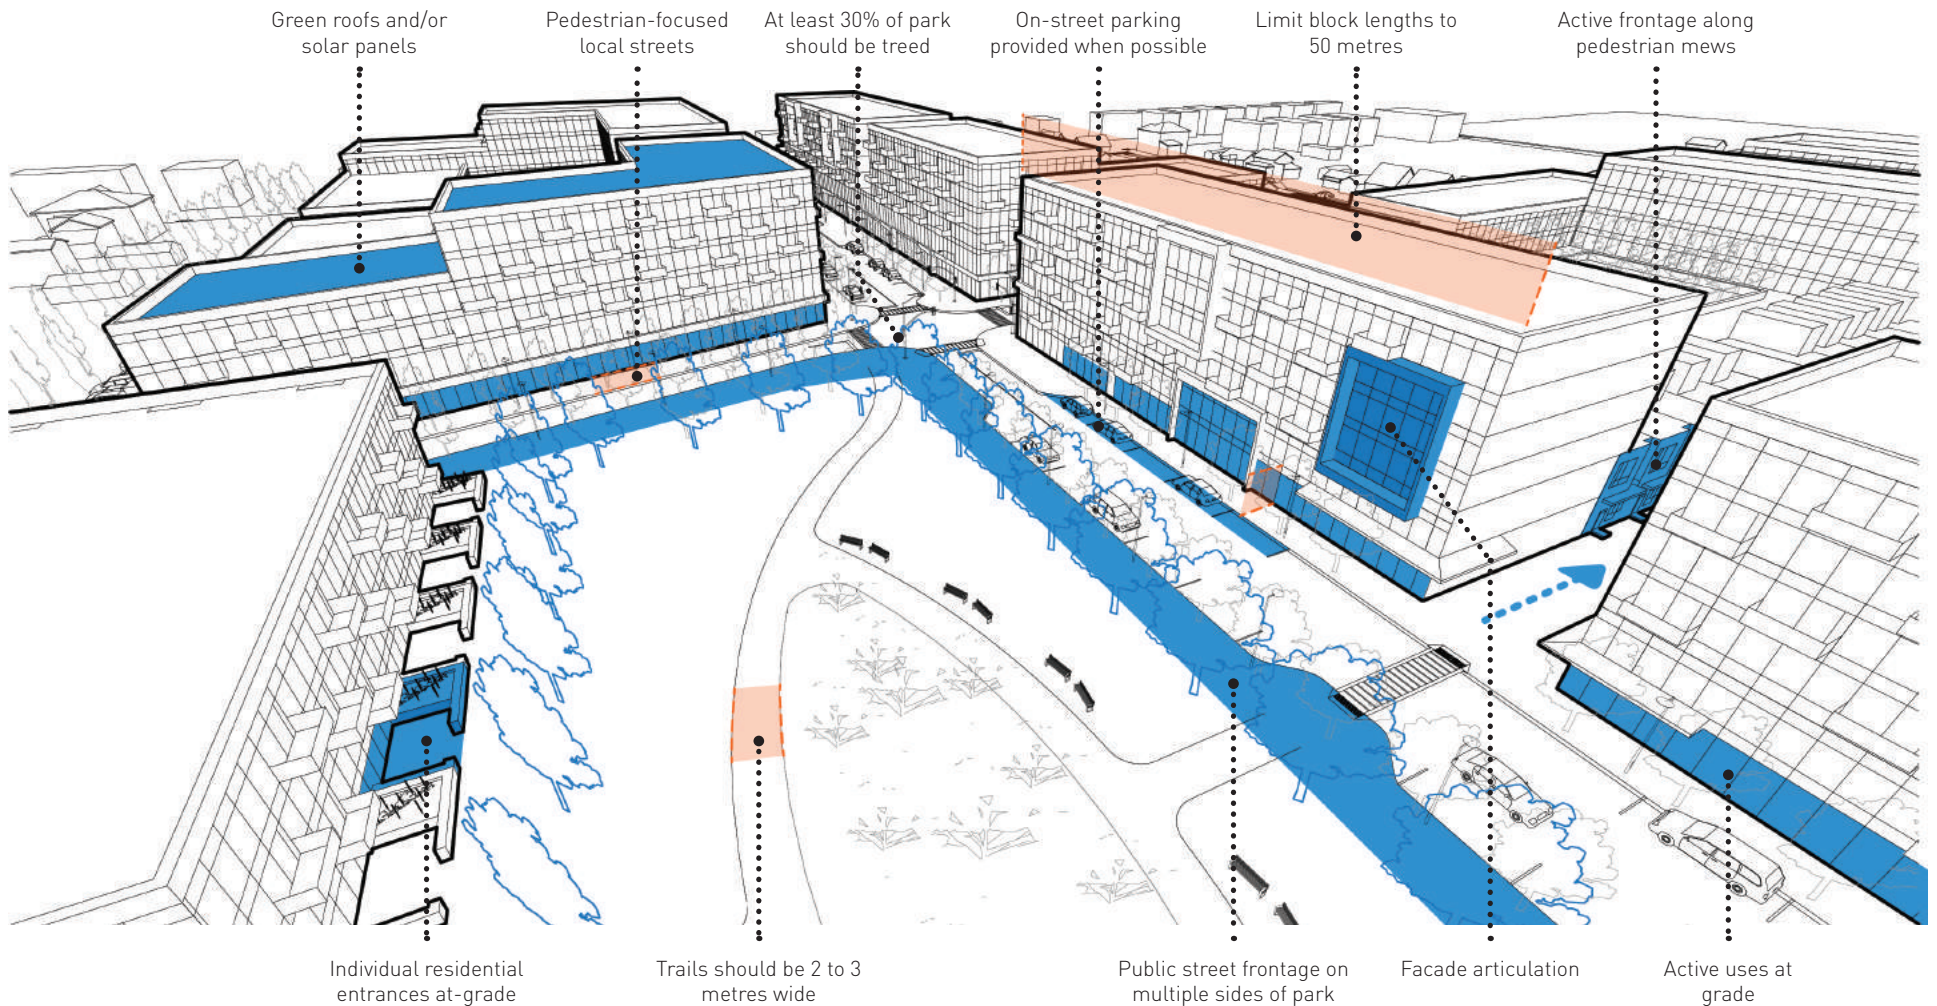 Green roofs and/or
solar panels
Pedestrian-focused
local streets
At least 30% of park
should be treed
On-street parking
provided when possible
Limit block lengths to
50 metres
Active frontage along
pedestrian mews
Individual residential
entrances at-grade
Trails should be 2 to 3
metres wide
Public street frontage on
multiple sides of park
Facade articulation
Active uses at
grade